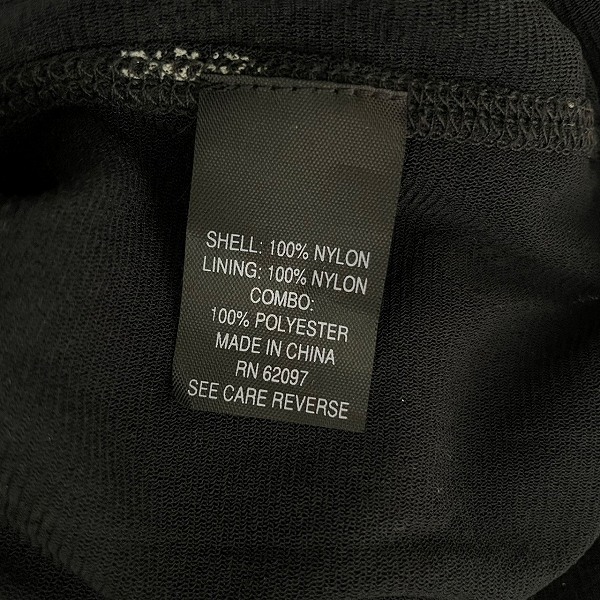 SHELL: 100% NYLON
LINING: 100% NYLON
COMBO:
100% POLYESTER
MADE IN CHINA
RN 62097
SEE CARE REVERSE